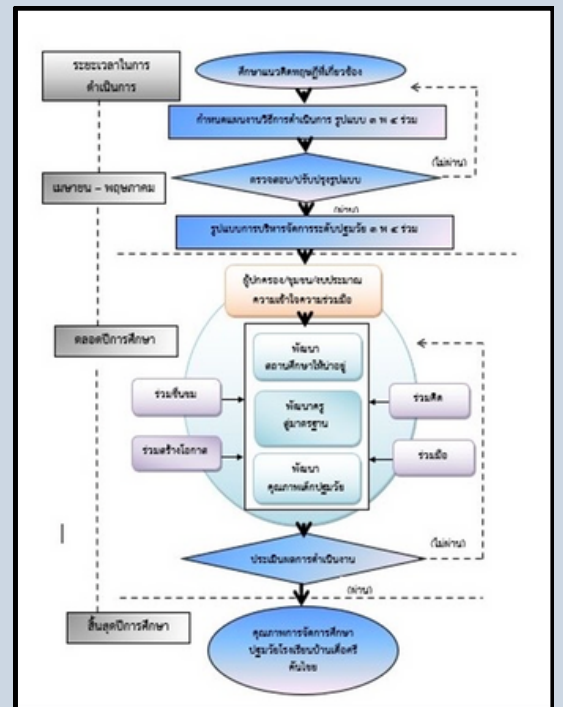 ระยะเวลาในการ
ดำเนินการ
ศึกษาแนวคิดทฤษฎีที่เกี่ยวข้อง
กำหนดแผนงานวิธีการดำเนินการ รูปแบบ ๓ พ ๔ ร่วม
(ไม่ผ่าน)
ตรวจสอบ/ปรับปรุงรูปแบบ
เมษายน – พฤษภาคม
(ผ่าน)
รูปแบบการบริหารจัดการระดับปฐมวัย ๓ พ ๔ ร่วม
ผู้ปกครอง/ชุมชน/งบประมาณ
ความเข้าใจความร่วมมือ
ตลอดปีการศึกษา
พัฒนา
สถานศึกษาให้น่าอยู่
ร่วมชื่นชม
พัฒนาครู
สู่มาตรฐาน
ร่วมคิด
ร่วมสร้างโอกาส
พัฒนา
คุณภาพเด็กปฐมวัย
ร่วมมือ
(ไม่ผ่าน)
ประเมินผลการดำเนินงาน
(ผ่าน)
สิ้นสุดปีการศึกษา
คุณภาพการจัดการศึกษา
ปฐมวัยโรงเรียนบ้านเดื่อศรี
คันไชย